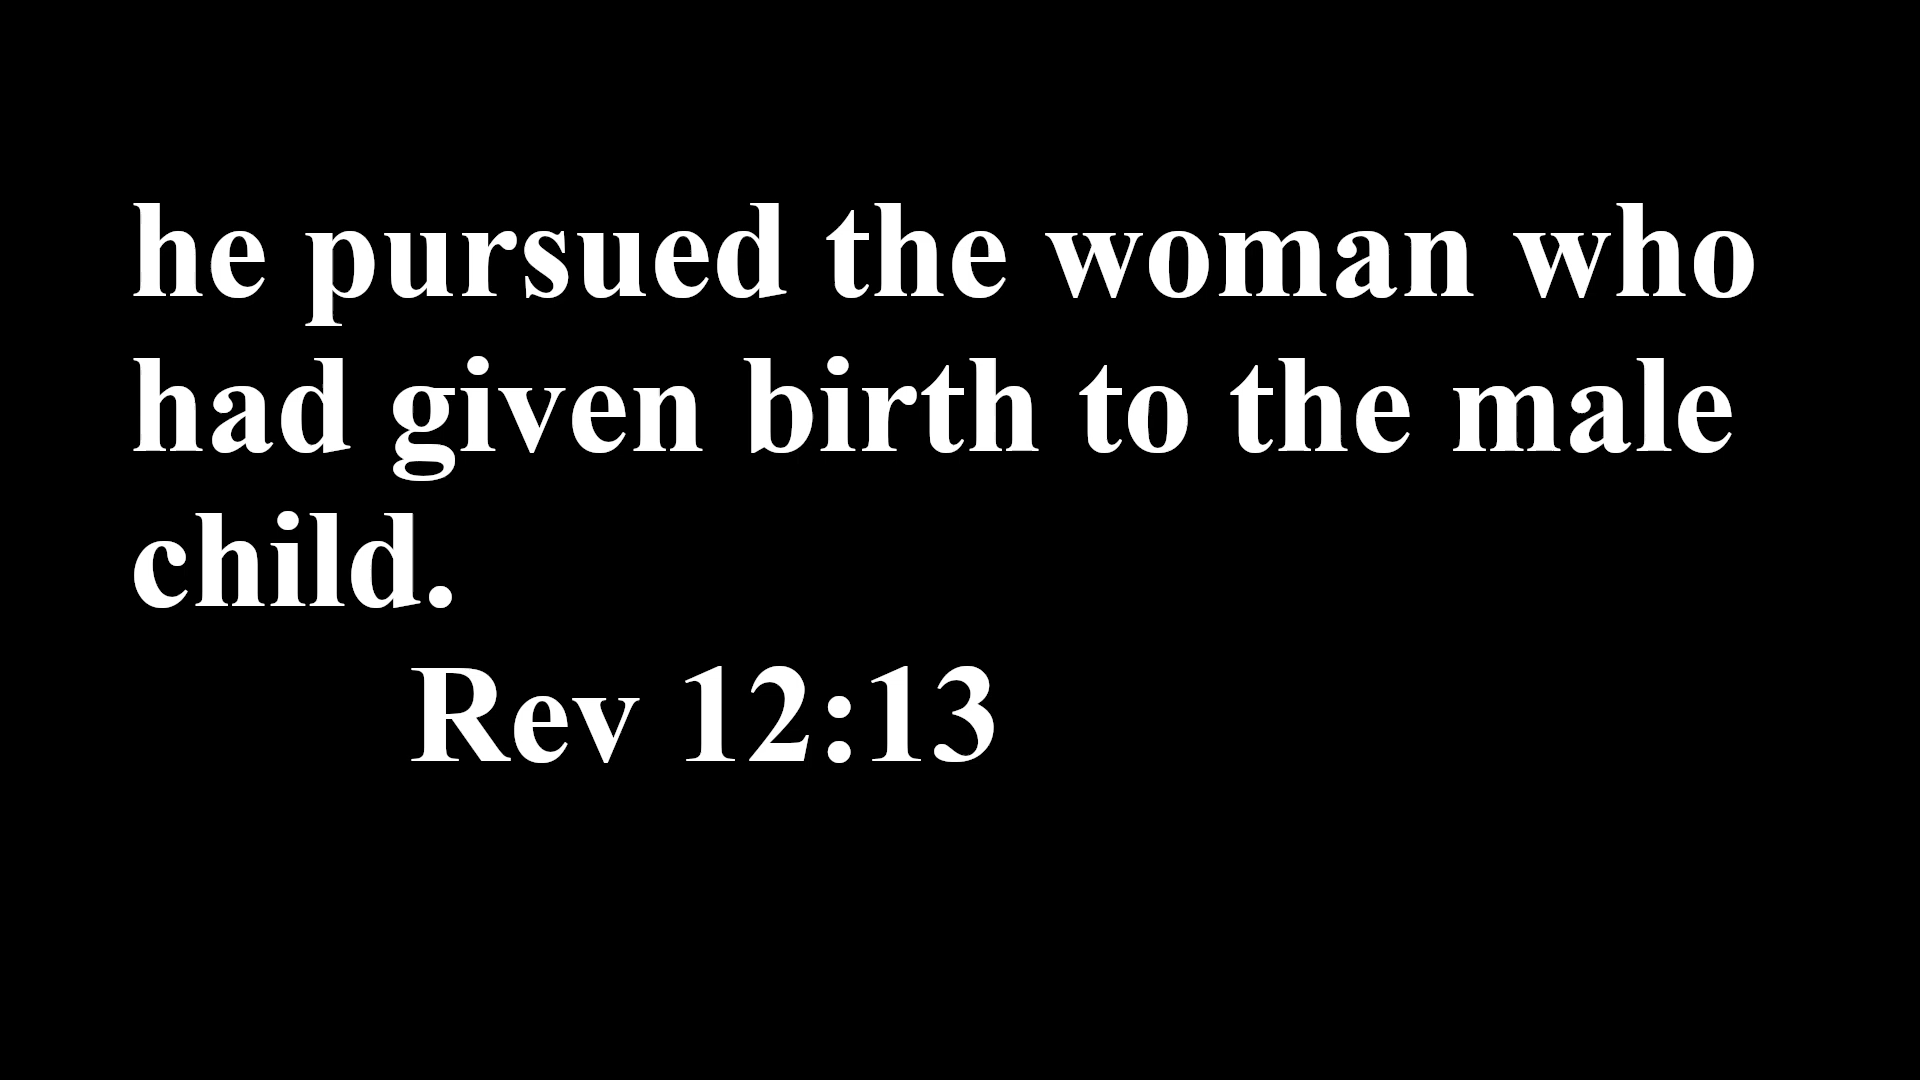 he pursued the woman who
had given birth to the male
child.
Rev 12:13